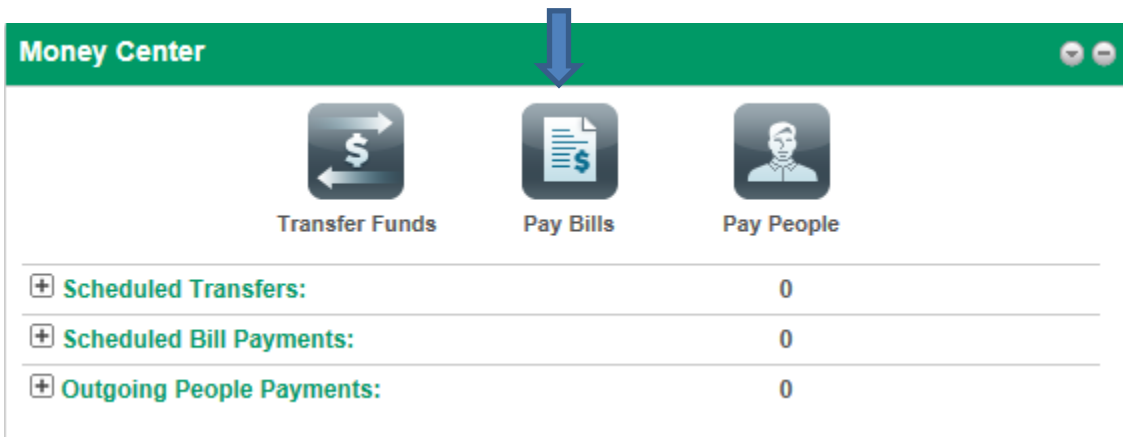 Money Center
$
$
Transfer Funds Pay Bills Pay People
Scheduled Transfers: 0
Scheduled Bill Payments: 0
Outgoing People Payments: 0